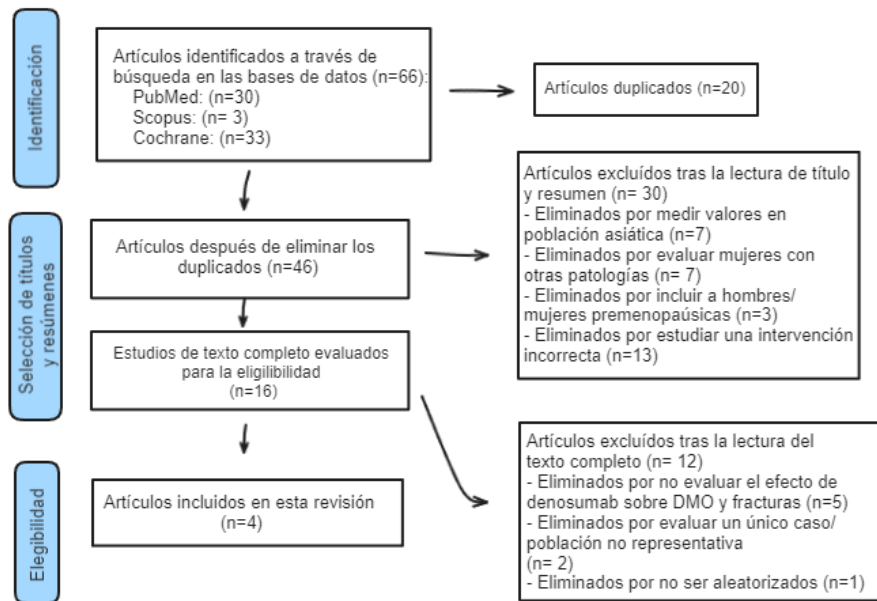 Identificación
Artículos identificados a través de
búsqueda en las bases de datos (n=66):
PubMed: (n=30)
Scopus: (n= 3)
Cochrane: (n=33)
Artículos duplicados (n=20)
Selección de títulos
y resúmenes
Artículos después de eliminar los
duplicados (n=46)
Artículos excluídos tras la lectura de título
y resumen (n= 30)
- Eliminados por medir valores en
población asiática (n=7)
- Eliminados por evaluar mujeres con
otras patologías (n= 7)
- Eliminados por incluir a hombres/
mujeres premenopaúsicas (n=3)
- Eliminados por estudiar una intervención
incorrecta (n=13)
Estudios de texto completo evaluados
para la eligilibilidad
(n=16)
Artículos excluídos tras la lectura del
texto completo (n= 12)
- Eliminados por no evaluar el efecto de
denosumab sobre DMO y fracturas (n=5)
- Eliminados por evaluar un único caso/
población no representativa
(n= 2)
- Eliminados por no ser aleatorizados (n=1)
Elegibilidad
Artículos incluidos en esta revisión
(n=4)